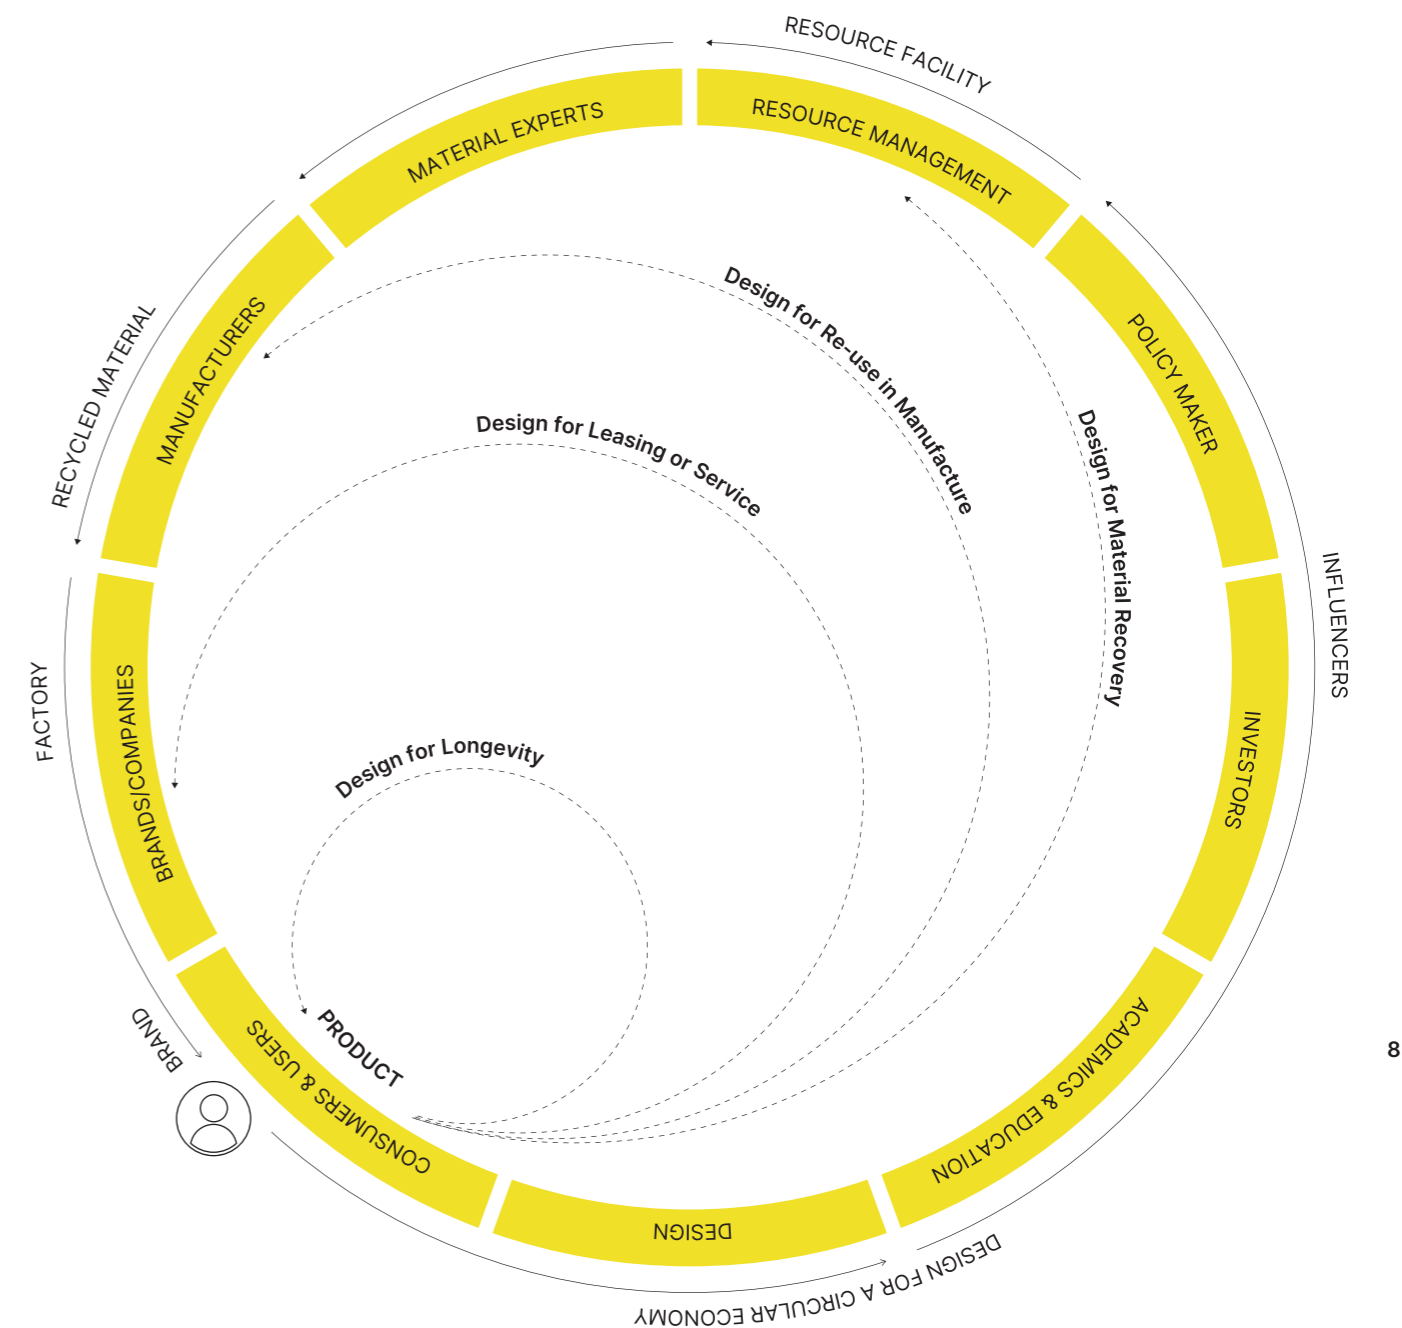 RESOURCE FACILITY
RESOURCE MANAGEMENT
MATERIAL EXPERTS
POLICY MAKER
MANUFACTURERS
RECYCLED MATERIAL
Design for Re-use in Manufacture
Design for Leasing or Service
Design for Material Recovery
INFLUENCERS
INVESTORS
FACTORY
BRANDS/COMPANIES
Design for Longevity
PRODUCT
BRAND
CONSUMERS & USERS
ACADEMICS & EDUCATION
DESIGN
DESIGN FOR A CIRCULAR ECONOMY
8